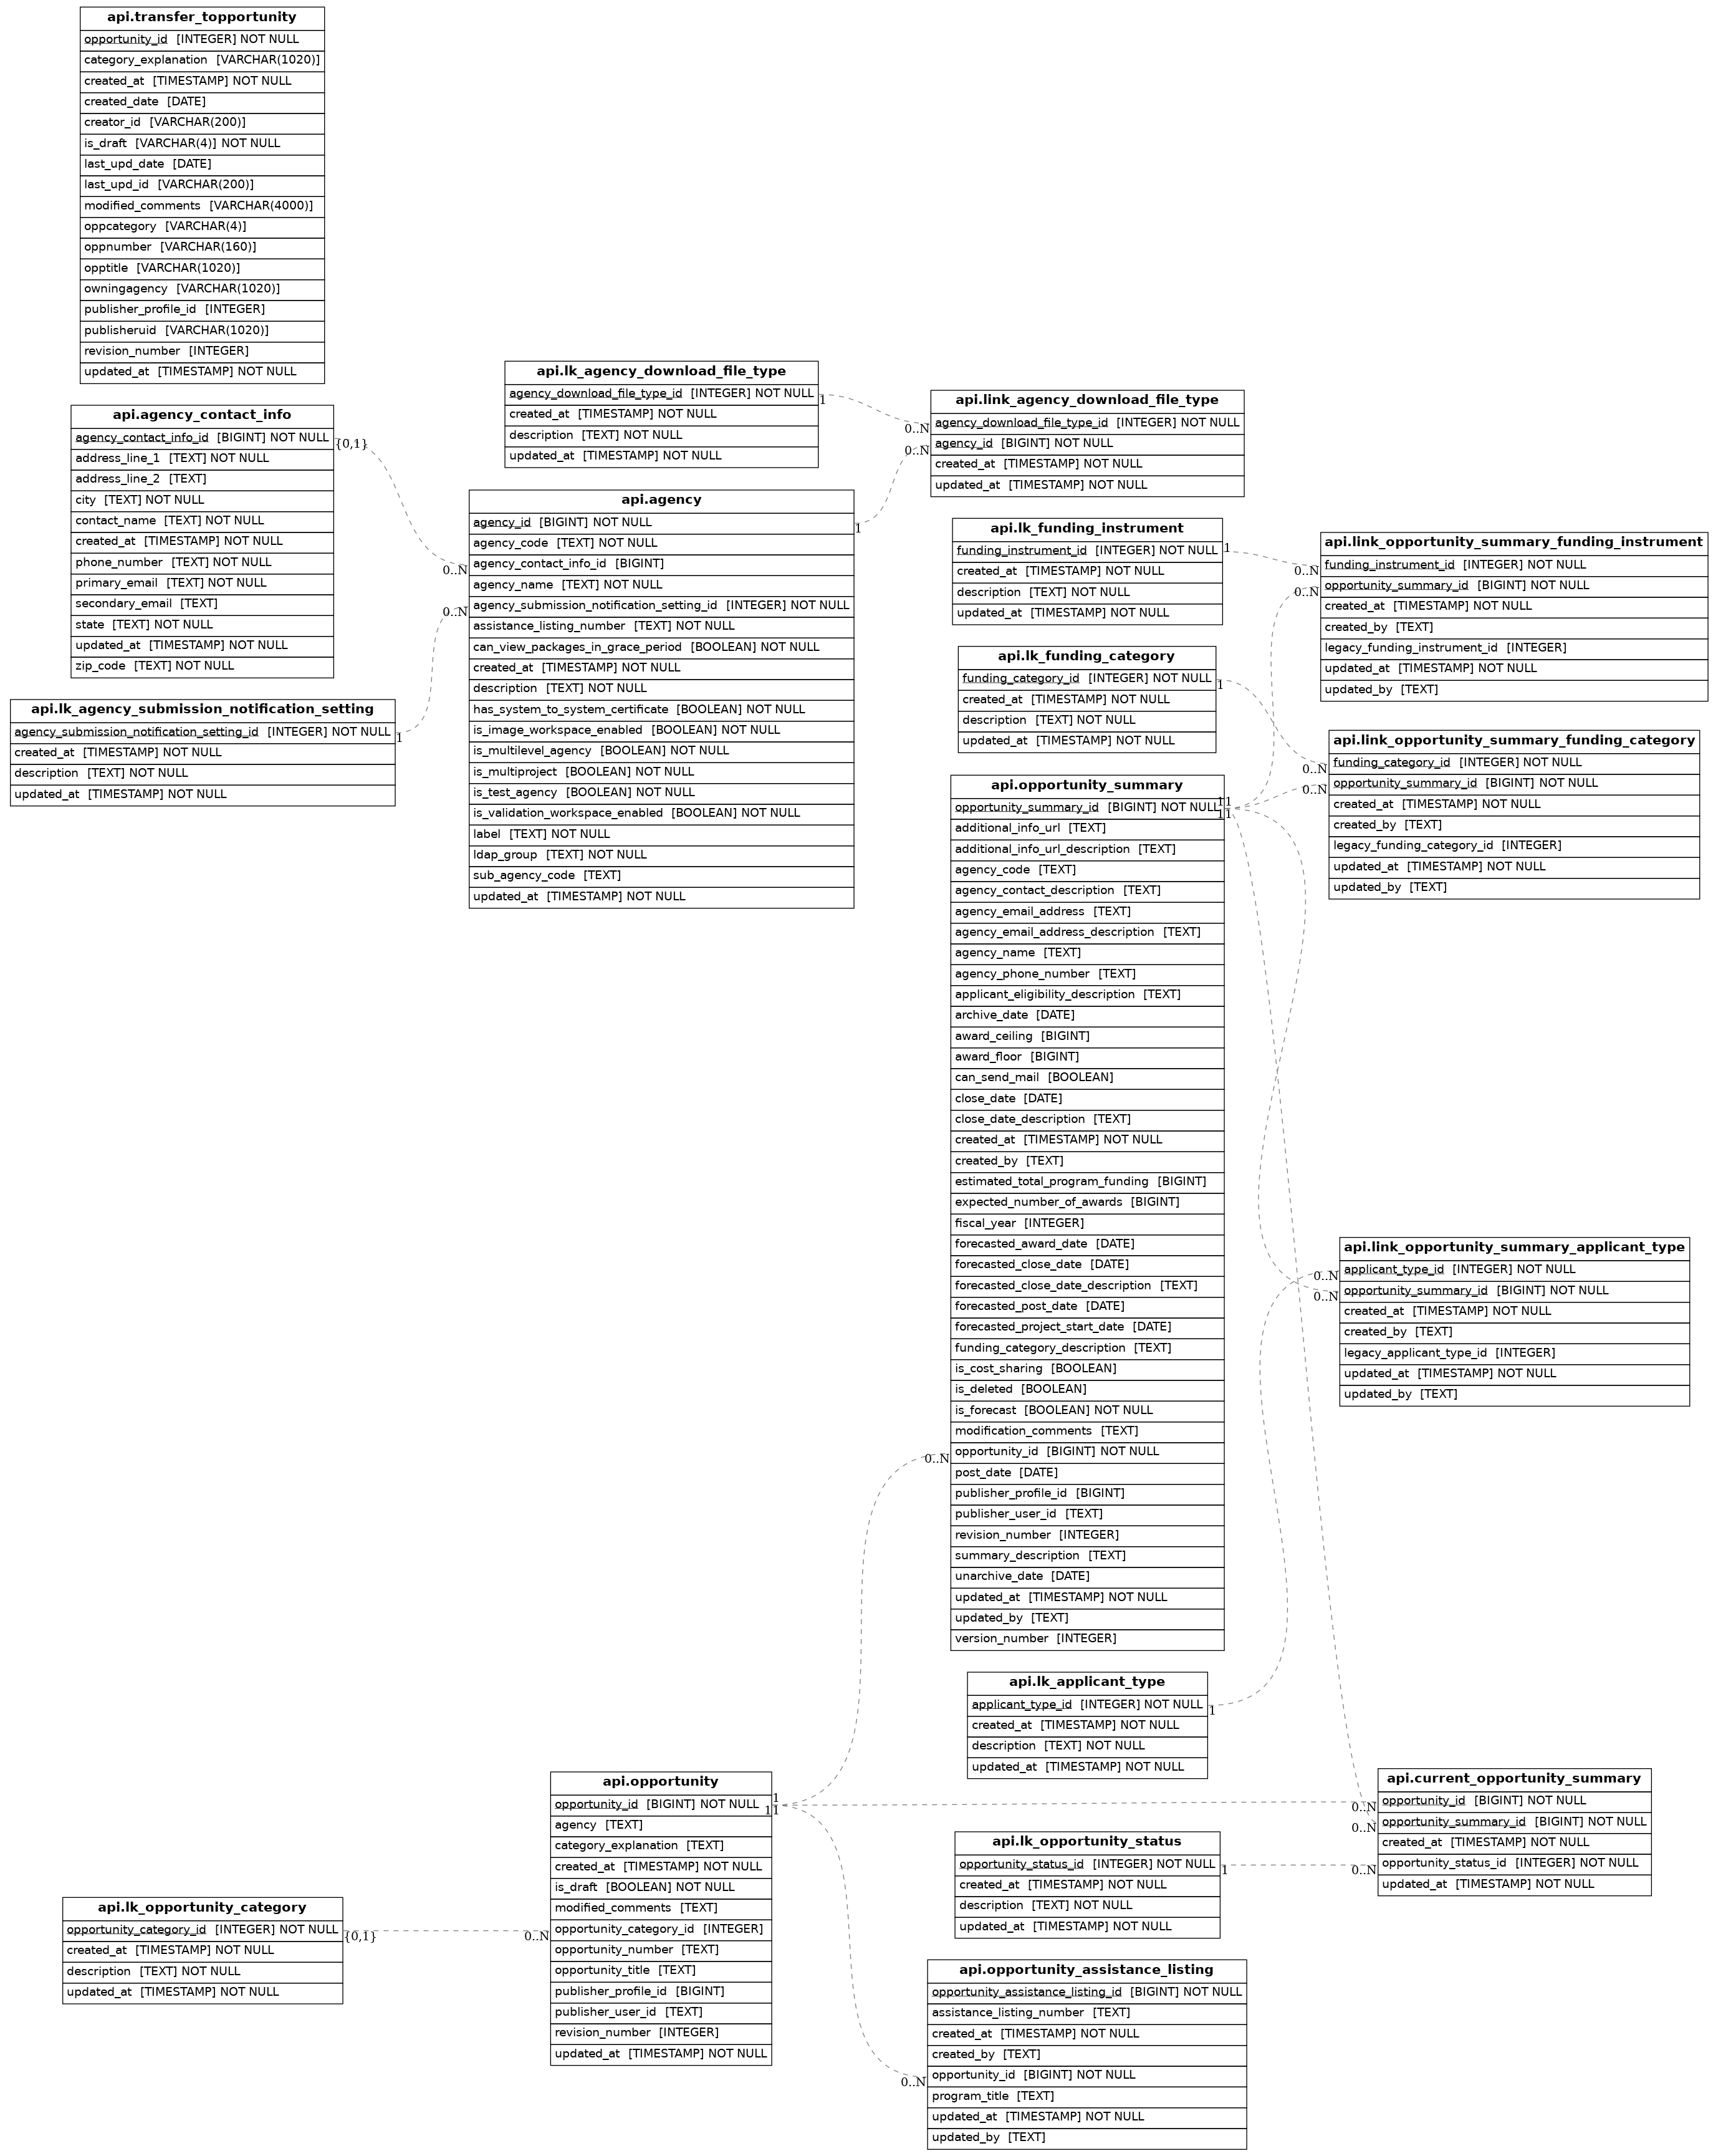 api.transfer_topportunity
opportunity_id [INTEGER] NOT NULL
category_explanation [VARCHAR(1020)]
created_at [TIMESTAMP] NOT NULL
created_date [DATE]
creator_id [VARCHAR(200)]
is_draft [VARCHAR(4)] NOT NULL
last_upd_date [DATE]
last_upd_id [VARCHAR(200)]
modified_comments [VARCHAR(4000)]
oppcategory [VARCHAR(4)]
oppnumber [VARCHAR(160)]
opptitle [VARCHAR(1020)]
owningagency [VARCHAR(1020)]
publisher_profile_id [INTEGER]
publisheruid [VARCHAR(1020)]
revision_number [INTEGER]
updated_at [TIMESTAMP] NOT NULL
api.agency_contact_info
agency_contact_info_id [BIGINT] NOT NULL
address_line_1 [TEXT] NOT NULL
address_line_2 [TEXT]
city [TEXT] NOT NULL
contact_name [TEXT] NOT NULL
created_at [TIMESTAMP] NOT NULL
phone_number [TEXT] NOT NULL
primary_email [TEXT] NOT NULL
secondary_email [TEXT]
state [TEXT] NOT NULL
updated_at [TIMESTAMP] NOT NULL
zip_code [TEXT] NOT NULL
{0,1}
0..N
api.lk_agency_submission_notification_setting
agency_submission_notification_setting_id [INTEGER] NOT NULL
created_at [TIMESTAMP] NOT NULL
description [TEXT] NOT NULL
updated_at [TIMESTAMP] NOT NULL
1
0..N
api.lk_agency_download_file_type
agency_download_file_type_id [INTEGER] NOT NULL
created_at [TIMESTAMP] NOT NULL
description [TEXT] NOT NULL
updated_at [TIMESTAMP] NOT NULL
1
0..N
api.agency
agency_id [BIGINT] NOT NULL
agency_code [TEXT] NOT NULL
agency_contact_info_id [BIGINT]
agency_name [TEXT] NOT NULL
agency_submission_notification_setting_id [INTEGER] NOT NULL
assistance_listing_number [TEXT] NOT NULL
can_view_packages_in_grace_period [BOOLEAN] NOT NULL
created_at [TIMESTAMP] NOT NULL
description [TEXT] NOT NULL
has_system_to_system_certificate [BOOLEAN] NOT NULL
is_image_workspace_enabled [BOOLEAN] NOT NULL
is_multilevel_agency [BOOLEAN] NOT NULL
is_multiproject [BOOLEAN] NOT NULL
is_test_agency [BOOLEAN] NOT NULL
is_validation_workspace_enabled [BOOLEAN] NOT NULL
label [TEXT] NOT NULL
ldap_group [TEXT] NOT NULL
sub_agency_code [TEXT]
updated_at [TIMESTAMP] NOT NULL
1
0..N
api.link_agency_download_file_type
agency_download_file_type_id [INTEGER] NOT NULL
agency_id [BIGINT] NOT NULL
created_at [TIMESTAMP] NOT NULL
updated_at [TIMESTAMP] NOT NULL
api.lk_funding_instrument
funding_instrument_id [INTEGER] NOT NULL
created_at [TIMESTAMP] NOT NULL
description [TEXT] NOT NULL
updated_at [TIMESTAMP] NOT NULL
1
0..N
0..N
api.link_opportunity_summary_funding_instrument
funding_instrument_id [INTEGER] NOT NULL
opportunity_summary_id [BIGINT] NOT NULL
created_at [TIMESTAMP] NOT NULL
created_by [TEXT]
legacy_funding_instrument_id [INTEGER]
updated_at [TIMESTAMP] NOT NULL
updated_by [TEXT]
api.lk_funding_category
funding_category_id [INTEGER] NOT NULL
created_at [TIMESTAMP] NOT NULL
description [TEXT] NOT NULL
updated_at [TIMESTAMP] NOT NULL
1
0..N
0..N
api.link_opportunity_summary_funding_category
funding_category_id [INTEGER] NOT NULL
opportunity_summary_id [BIGINT] NOT NULL
created_at [TIMESTAMP] NOT NULL
created_by [TEXT]
legacy_funding_category_id [INTEGER]
updated_at [TIMESTAMP] NOT NULL
updated_by [TEXT]
api.opportunity_summary
opportunity_summary_id [BIGINT] NOT NULL
additional_info_url [TEXT]
additional_info_url_description [TEXT]
agency_code [TEXT]
agency_contact_description [TEXT]
agency_email_address [TEXT]
agency_email_address_description [TEXT]
agency_name [TEXT]
agency_phone_number [TEXT]
applicant_eligibility_description [TEXT]
archive_date [DATE]
award_ceiling [BIGINT]
award_floor [BIGINT]
can_send_mail [BOOLEAN]
close_date [DATE]
close_date_description [TEXT]
created_at [TIMESTAMP] NOT NULL
created_by [TEXT]
estimated_total_program_funding [BIGINT]
expected_number_of_awards [BIGINT]
fiscal_year [INTEGER]
forecasted_award_date [DATE]
forecasted_close_date [DATE]
forecasted_close_date_description [TEXT]
forecasted_post_date [DATE]
forecasted_project_start_date [DATE]
funding_category_description [TEXT]
is_cost_sharing [BOOLEAN]
is_deleted [BOOLEAN]
is_forecast [BOOLEAN] NOT NULL
modification_comments [TEXT]
opportunity_id [BIGINT] NOT NULL
post_date [DATE]
publisher_profile_id [BIGINT]
publisher_user_id [TEXT]
revision_number [INTEGER]
summary_description [TEXT]
unarchive_date [DATE]
updated_at [TIMESTAMP] NOT NULL
updated_by [TEXT]
version_number [INTEGER]
11
11
0..N
api.link_opportunity_summary_applicant_type
applicant_type_id [INTEGER] NOT NULL
opportunity_summary_id [BIGINT] NOT NULL
created_at [TIMESTAMP] NOT NULL
created_by [TEXT]
legacy_applicant_type_id [INTEGER]
updated_at [TIMESTAMP] NOT NULL
updated_by [TEXT]
0..N
0..N
api.lk_applicant_type
applicant_type_id [INTEGER] NOT NULL
created_at [TIMESTAMP] NOT NULL
description [TEXT] NOT NULL
updated_at [TIMESTAMP] NOT NULL
1
api.opportunity
opportunity_id [BIGINT] NOT NULL
agency [TEXT]
category_explanation [TEXT]
created_at [TIMESTAMP] NOT NULL
is_draft [BOOLEAN] NOT NULL
modified_comments [TEXT]
opportunity_category_id [INTEGER]
opportunity_number [TEXT]
opportunity_title [TEXT]
publisher_profile_id [BIGINT]
publisher_user_id [TEXT]
revision_number [INTEGER]
updated_at [TIMESTAMP] NOT NULL
1
11
api.current_opportunity_summary
opportunity_id [BIGINT] NOT NULL
opportunity_summary_id [BIGINT] NOT NULL
created_at [TIMESTAMP] NOT NULL
opportunity_status_id [INTEGER] NOT NULL
updated_at [TIMESTAMP] NOT NULL
0..N
0..N
0..N
api.lk_opportunity_status
opportunity_status_id [INTEGER] NOT NULL
created_at [TIMESTAMP] NOT NULL
description [TEXT] NOT NULL
updated_at [TIMESTAMP] NOT NULL
1
api.lk_opportunity_category
opportunity_category_id [INTEGER] NOT NULL
created_at [TIMESTAMP] NOT NULL
description [TEXT] NOT NULL
updated_at [TIMESTAMP] NOT NULL
{0,1}
0..N
api.opportunity_assistance_listing
opportunity_assistance_listing_id [BIGINT] NOT NULL
assistance_listing_number [TEXT]
created_at [TIMESTAMP] NOT NULL
created_by [TEXT]
opportunity_id [BIGINT] NOT NULL
program_title [TEXT]
updated_at [TIMESTAMP] NOT NULL
updated_by [TEXT]
0..N